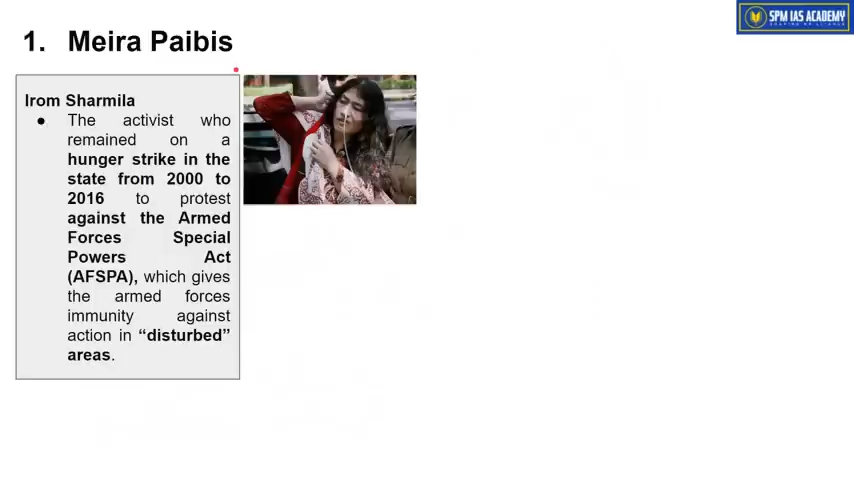 SPM IAS ACADEMY
SHAPING BRILLIANCE
1. Meira Paibis
Irom Sharmila
● The activist who
remained on a
hunger strike in the
state from 2000 to
2016 to protest
against the Armed
Forces Special
Powers Act
(AFSPA), which gives
the armed forces
immunity against
action in “disturbed”
areas.